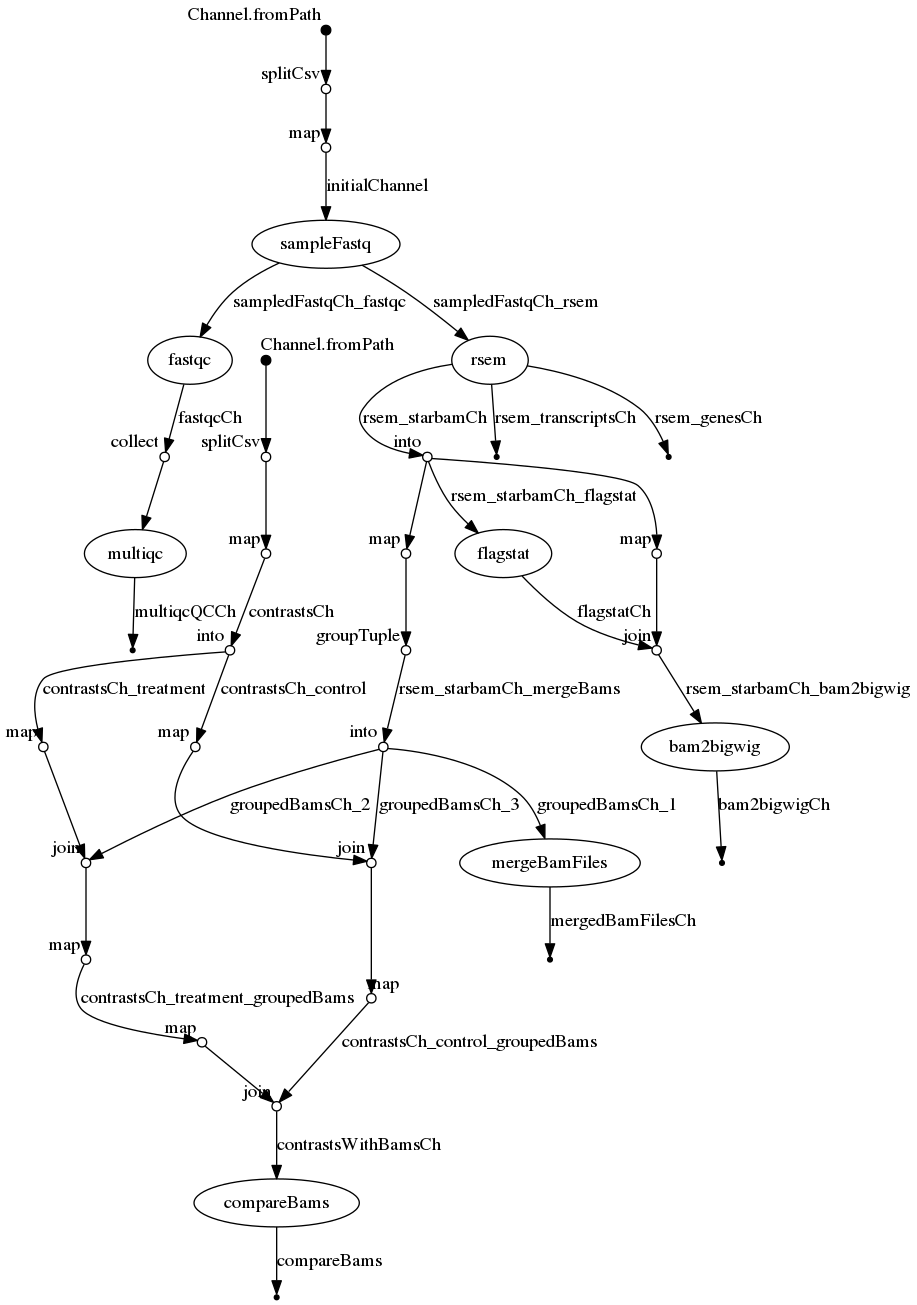 Channel.fromPath
splitCsv
map
initialChannel
sampleFastq
sampledFastqCh_fastqc
sampledFastqCh_rsem
Channel.fromPath
fastqc
rsem
fastqcCh
rsem_starbamCh
rsem_transcriptsCh
rsem_genesCh
collect
splitCsv
into
rsem_starbamCh_flagstat
map
map
map
multiqc
flagstat
multiqcQCCh
contrastsCh
flagstatCh
into
groupTuple
join
contrastsCh_treatment
contrastsCh_control
rsem_starbamCh_mergeBams
rsem_starbamCh_bam2bigwig
map
map
into
bam2bigwig
groupedBamsCh_2
groupedBamsCh_3
groupedBamsCh_1
bam2bigwigCh
join
join
mergeBamFiles
mergedBamFilesCh
map
map
contrastsCh_treatment_groupedBams
map
contrastsCh_control_groupedBams
join
contrastsWithBamsCh
compareBams
compareBams